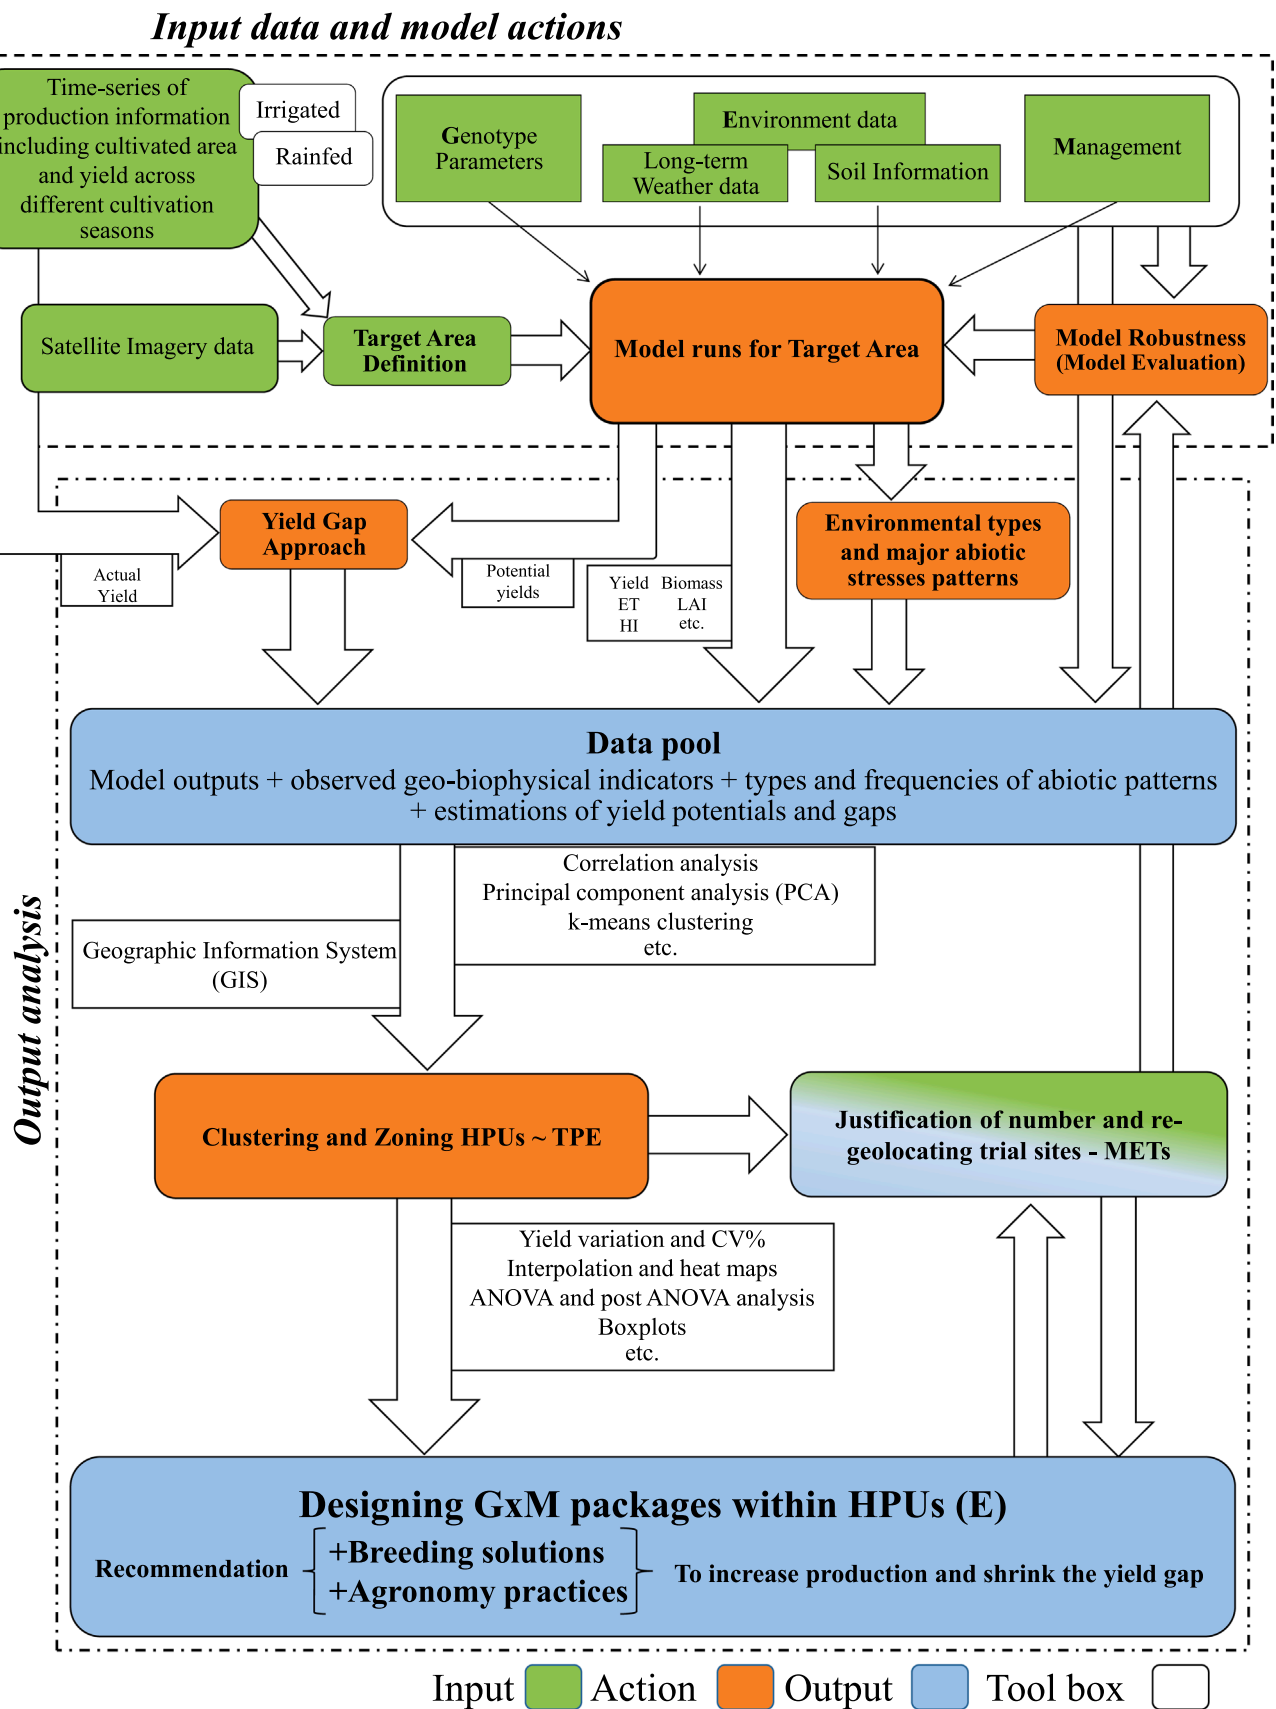 Input data and model actions
Time-series of
production information
including cultivated area
and yield across
different cultivation
seasons
Irrigated
Rainfed
Genotype
Parameters
Environment data
Long-term
Weather data
Soil Information
Management
Satellite Imagery data
Target Area
Definition
Model runs for Target Area
Model Robustness
(Model Evaluation)
Yield Gap
Approach
Actual
Yield
Potential
yields
Yield Biomass
ET LAI
HI etc.
Environmental types
and major abiotic
stresses patterns
Data pool
Model outputs + observed geo-biophysical indicators + types and frequencies of abiotic patterns
+ estimations of yield potentials and gaps
Correlation analysis
Principal component analysis (PCA)
k-means clustering
etc.
Geographic Information System
(GIS)
Output analysis
Clustering and Zoning HPUs ~ TPE
Justification of number and re-
geolocating trial sites - METs
Yield variation and CV%
Interpolation and heat maps
ANOVA and post ANOVA analysis
Boxplots
etc.
Designing GxM packages within HPUs (E)
Recommendation
+Breeding solutions
+Agronomy practices
To increase production and shrink the yield gap
Input Action Output Tool box